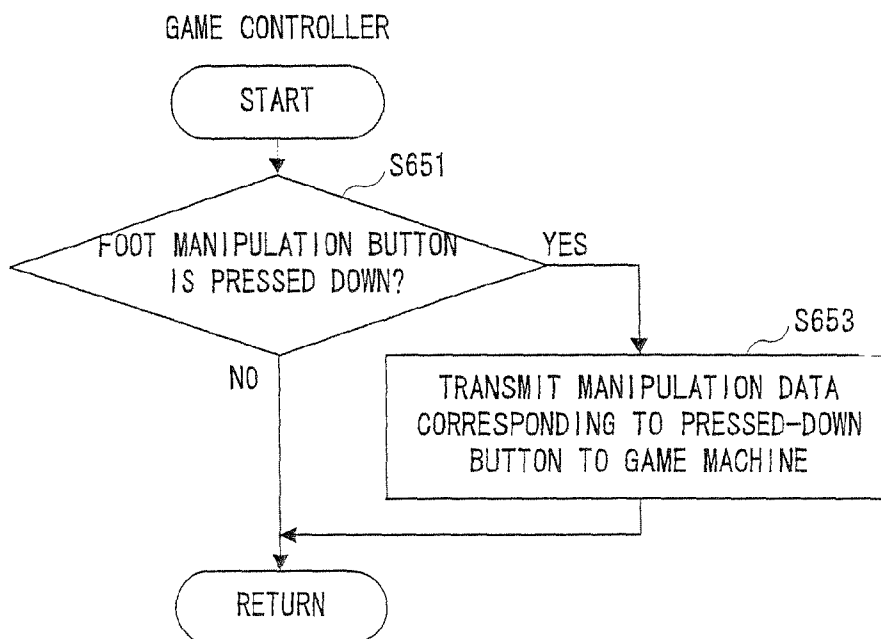 GAME CONTROLLER
START
S651
FOOT MANIPULATION BUTTON
IS PRESSED DOWN?
YES
NO
S653
TRANSMIT MANIPULATION DATA
CORRESPONDING TO PRESSED-DOWN
BUTTON TO GAME MACHINE
RETURN